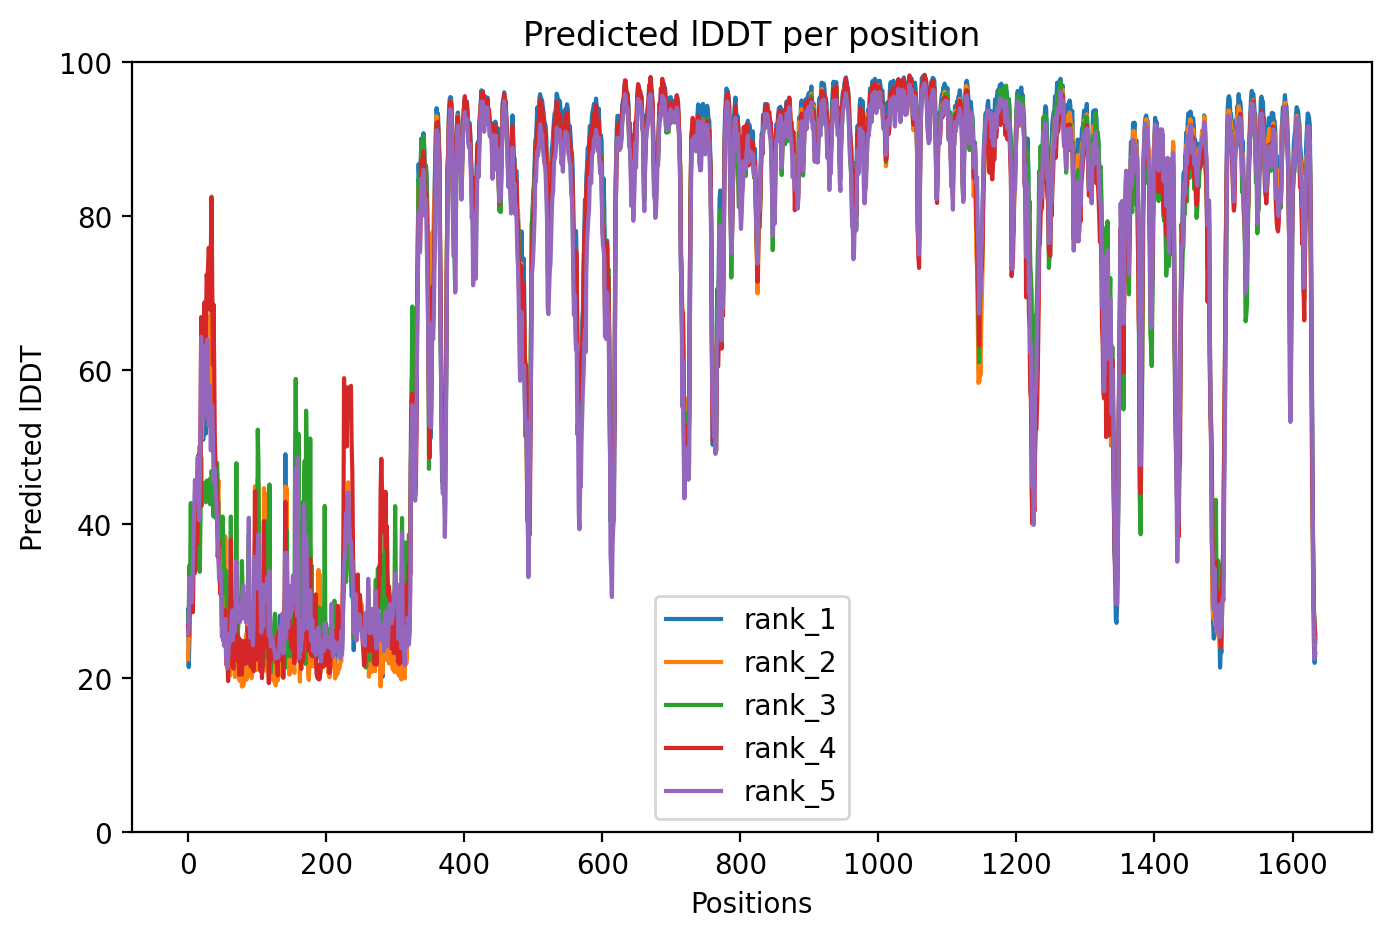 Predicted lDDT per position
Predicted lDDT
100
80
60
40
20
0
0 200 400 600 800 1000 1200 1400 1600
Positions
rank_1
rank_2
rank_3
rank_4
rank_5